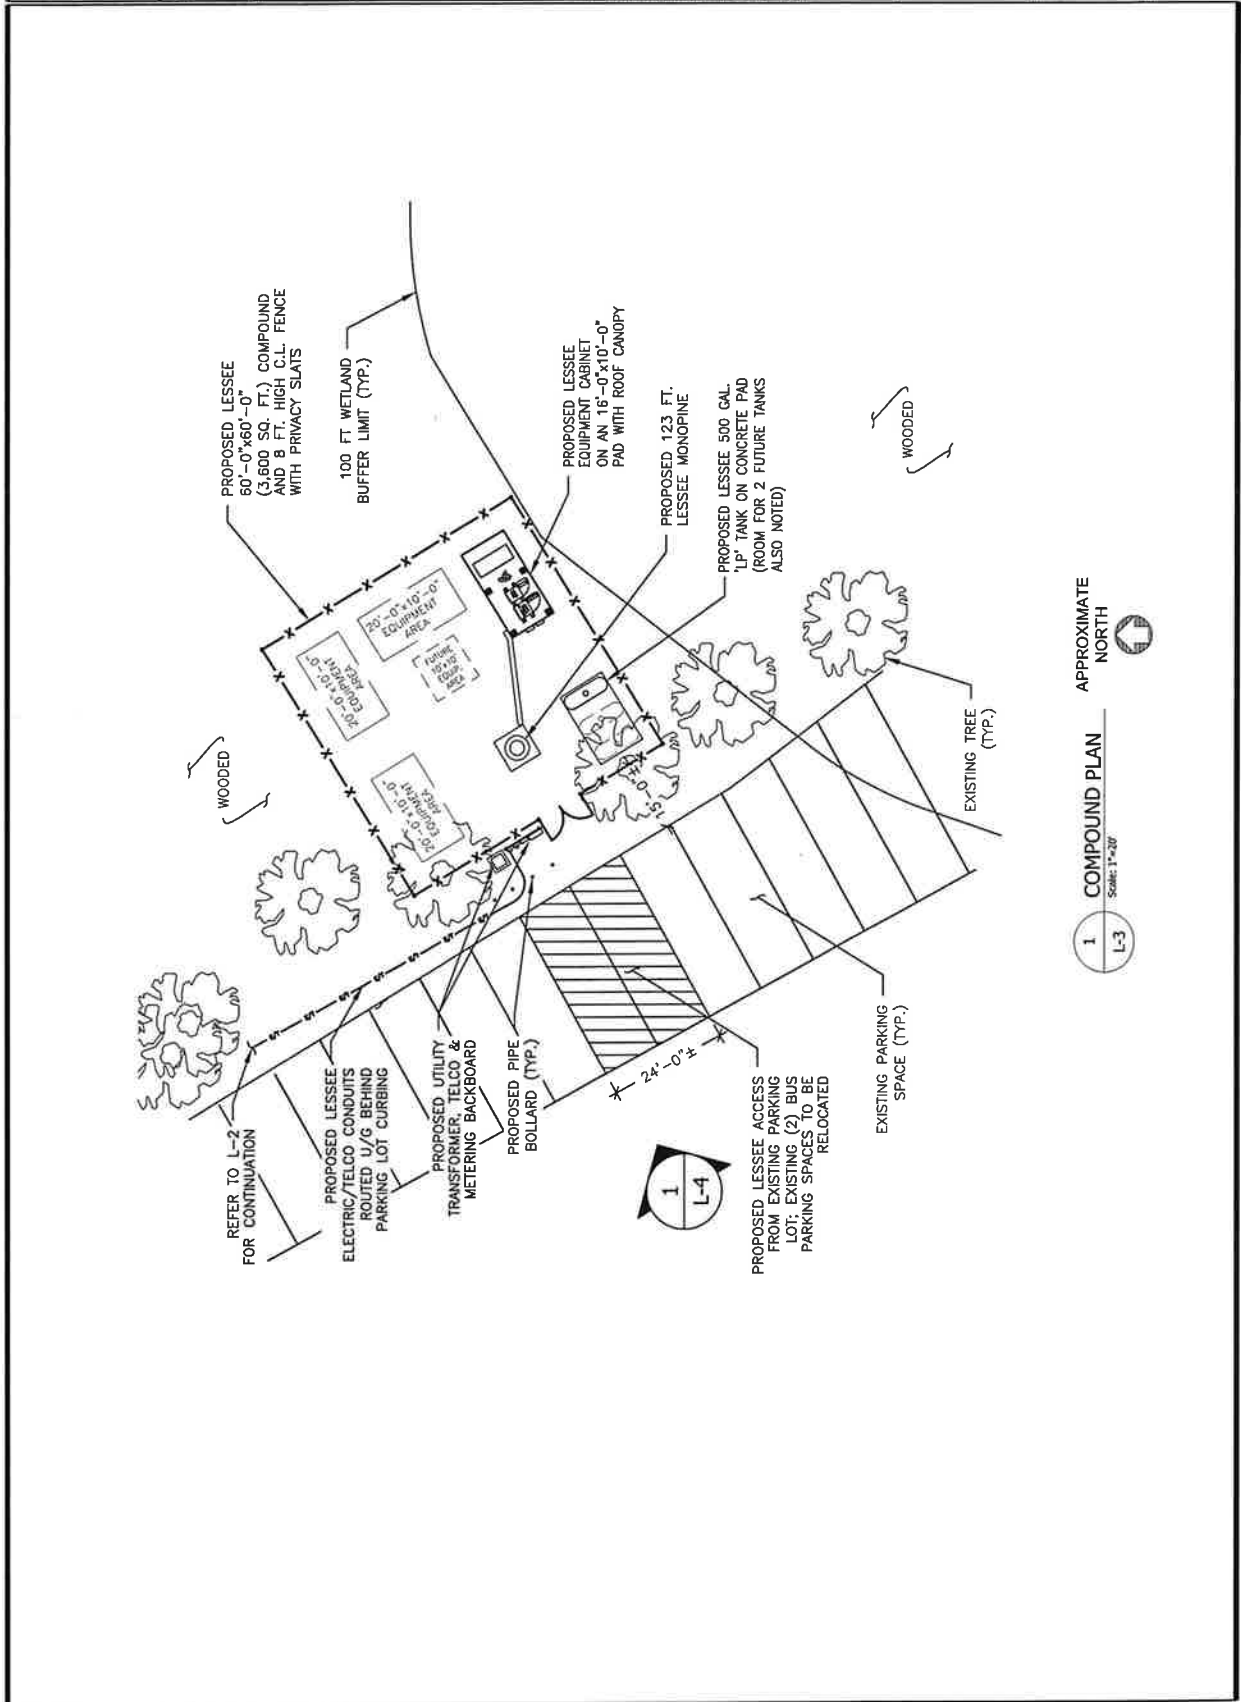 PROPOSED LESSEE
60'-0"x60'-0"
(3,600 SQ. FT.) COMPOUND
AND 8 FT. HIGH C.L. FENCE
WITH PRIVACY SLATS
100 FT WETLAND
BUFFER LIMIT (TYP.)
PROPOSED LESSEE
EQUIPMENT CABINET
ON AN 16'-0"x10'-0"
PAD WITH ROOF CANOPY
PROPOSED 123 FT.
LESSEE MONOPINE
PROPOSED LESSEE 500 GAL.
'LP' TANK ON CONCRETE PAD
(ROOM FOR 2 FUTURE TANKS
ALSO NOTED)
WOODED
WOODED
20'-0"x10'-0"
EQUIPMENT
AREA
20'-0"x10'-0"
EQUIPMENT
AREA
20'-0"x10'-0"
EQUIPMENT
AREA
FUTURE
10'x10'
EQUIP.
AREA
15'-0"±
24'-0"±
REFER TO L-2
FOR CONTINUATION
PROPOSED LESSEE
ELECTRIC/TELCO CONDUITS
ROUTED U/G BEHIND
PARKING LOT CURBING
PROPOSED UTILITY
TRANSFORMER, TELCO &
METERING BACKBOARD
PROPOSED PIPE
BOLLARD (TYP.)
1
L-4
PROPOSED LESSEE ACCESS
FROM EXISTING PARKING
LOT; EXISTING (2) BUS
PARKING SPACES TO BE
RELOCATED
EXISTING PARKING
SPACE (TYP.)
EXISTING TREE
(TYP.)
1
L-3
COMPOUND PLAN
Scale: 1"=20'
APPROXIMATE
NORTH